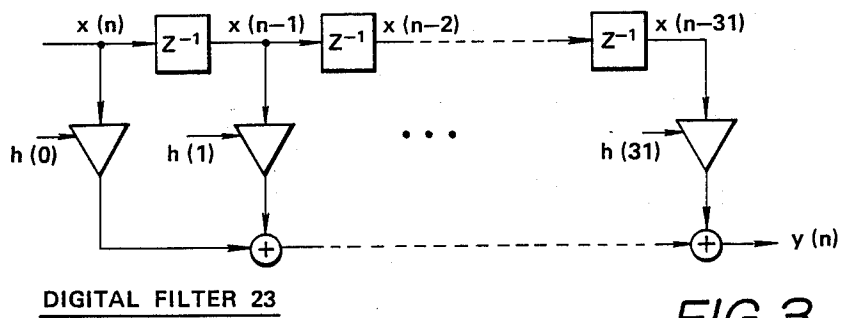 x (n) Z⁻¹ x (n–1) Z⁻¹ x (n–2) Z⁻¹ x (n–31)
h (0) h (1) • • • h (31)
+ + y (n)
DIGITAL FILTER 23
FIG. 3